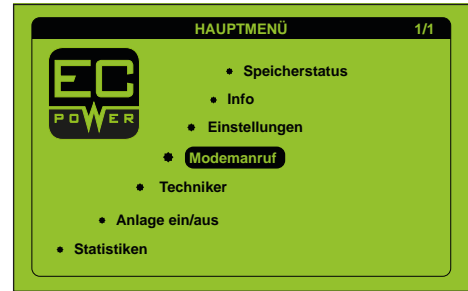 HAUPTMENÜ 1/1
EC
POWER
Speicherstatus
Info
Einstellungen
Modemanruf
Techniker
Anlage ein/aus
Statistiken